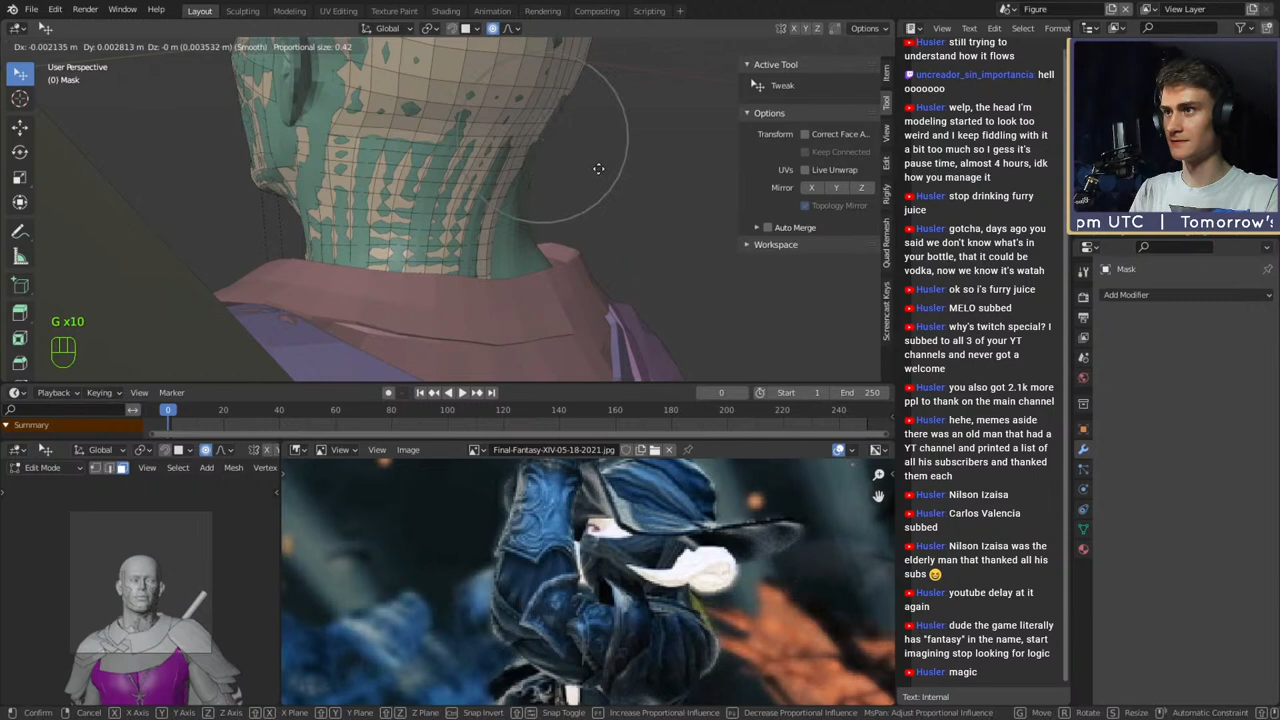 File Edit Render Window Help Layout Sculpting Modeling UV Editing Texture Paint Shading Animation Rendering Compositing Scripting + Figure View Layer
Global X Y Z Options View Text Edit Select Format
Dx: -0.002135 m Dy: 0.002813 m Dz: -0 m (0.003532 m) (Smooth) Proportional size: 0.42
User Perspective
(0) Mask
Active Tool
Tweak
Options
Transform Correct Face A...
Keep Connected
UVs Live Unwrap
Mirror X Y Z
Topology Mirror
Auto Merge
Workspace
Item
Tool
View
Edit
Rigify
Quad Remesh
Screencast Keys
G x10
Husler still trying to
understand how it flows
uncreador_sin_importancia: hell
ooooooo
Husler: welp, the head I'm
modeling started to look too
weird and I keep fiddling with it
a bit too much so I gess it's
pause time, almost 4 hours, idk
how you manage it
Husler: stop drinking furry
juice
Husler: gotcha, days ago you
said we don't know what's in
your bottle, that it could be
vodka, now we know it's watah
Husler: ok so i's furry juice
Husler: MELO subbed
Husler: why's twitch special? I
subbed to all 3 of your YT
channels and never got a
welcome
Husler: you also got 2.1k more
ppl to thank on the main channel
Husler: hehe, memes aside
there was an old man that had a
YT channel and printed a list of
all his subscribers and thanked
them each
Husler: Nilson Izaisa
Husler: Carlos Valencia
subbed
Husler: Nilson Izaisa was the
elderly man that thanked all his
subs 😆
Husler: youtube delay at it
again
Husler: dude the game literally
has "fantasy" in the name, start
imagining stop looking for logic
Husler: magic
Text: Internal
pm UTC | Tomorrow's
Mask
Add Modifier
Playback Keying View Marker 0 Start 1 End 250
0 20 40 60 80 100 120 140 160 180 200 220 240
Summary
Global X
Edit Mode View Select Add Mesh Vertex
View View Image Final-Fantasy-XIV-05-18-2021.jpg
Confirm Cancel X Axis Y Axis Z Axis X Plane Y Plane Z Plane Snap Invert Snap Toggle Increase Proportional Influence Decrease Proportional Influence MsPan: Adjust Proportional Influence G Move R Rotate S Resize Automatic Constraint